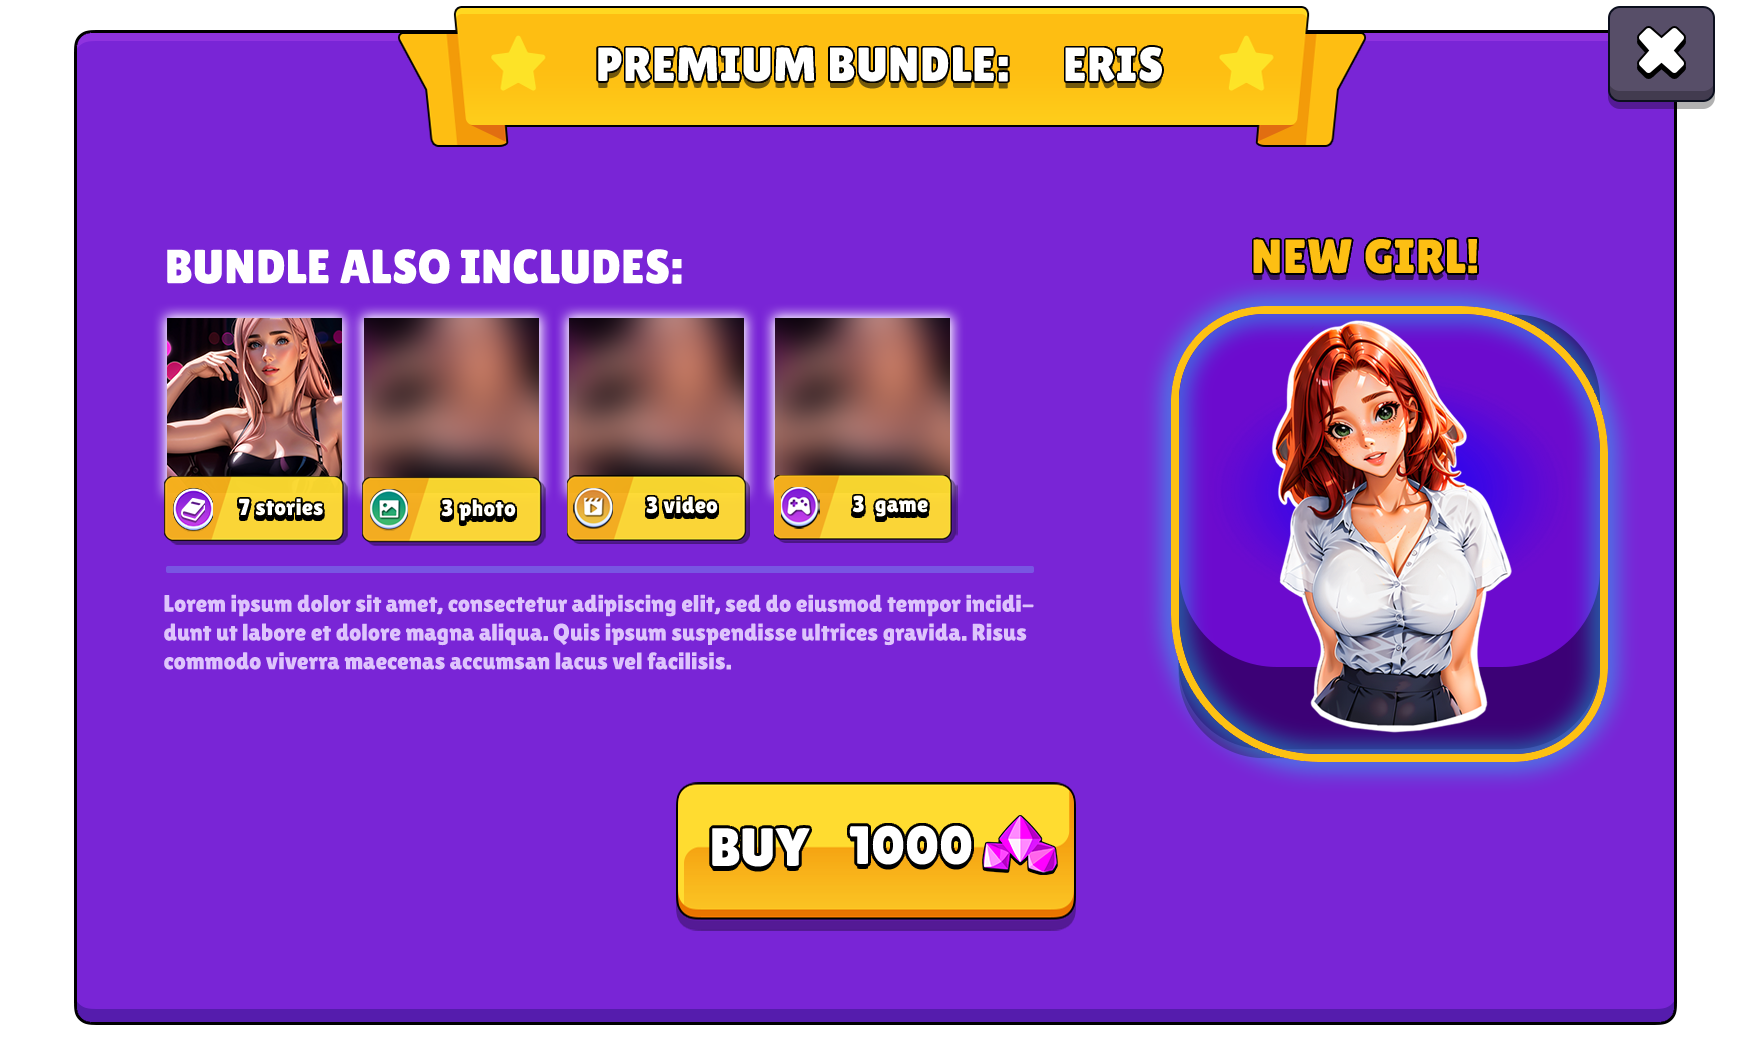 PREMIUM BUNDLE: ERIS
BUNDLE ALSO INCLUDES:
NEW GIRL!
7 stories
3 photo
3 video
3 game
Lorem ipsum dolor sit amet, consectetur adipiscing elit, sed do eiusmod tempor incidi-
dunt ut labore et dolore magna aliqua. Quis ipsum suspendisse ultrices gravida. Risus
commodo viverra maecenas accumsan lacus vel facilisis.
BUY 1000